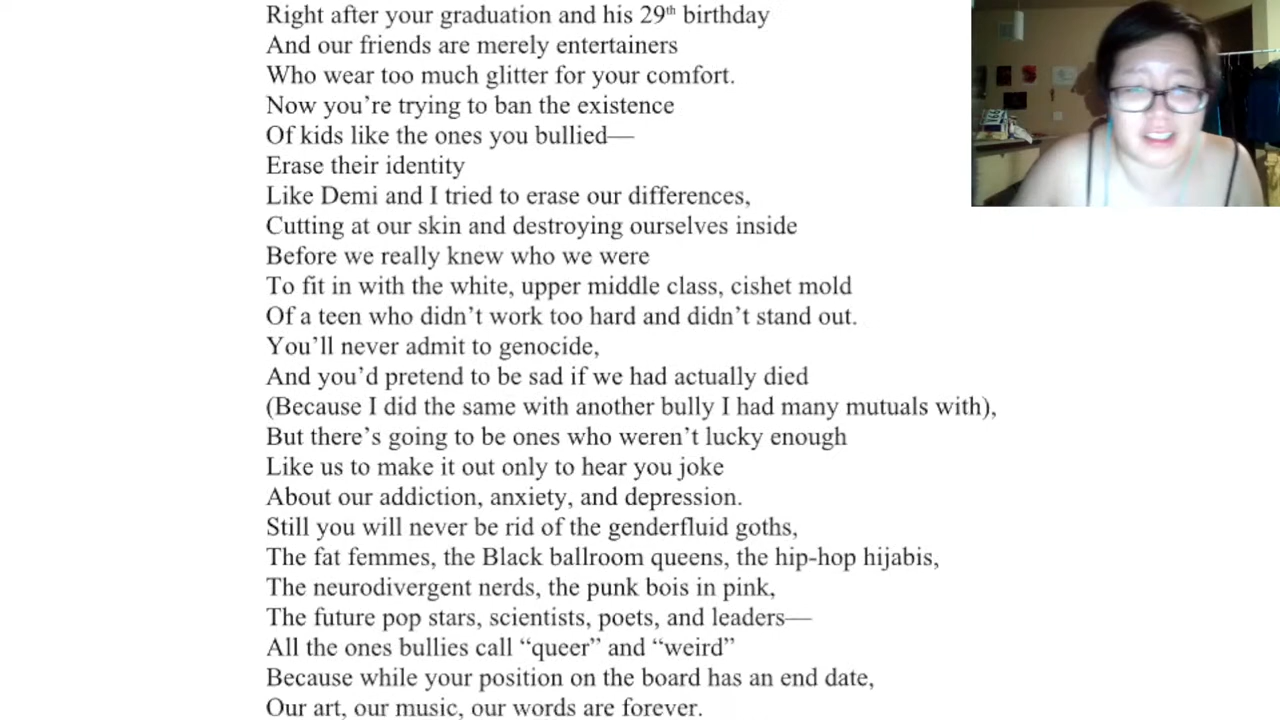 Right after your graduation and his 29th birthday
And our friends are merely entertainers
Who wear too much glitter for your comfort.
Now you’re trying to ban the existence
Of kids like the ones you bullied—
Erase their identity
Like Demi and I tried to erase our differences,
Cutting at our skin and destroying ourselves inside
Before we really knew who we were
To fit in with the white, upper middle class, cishet mold
Of a teen who didn’t work too hard and didn’t stand out.
You’ll never admit to genocide,
And you’d pretend to be sad if we had actually died
(Because I did the same with another bully I had many mutuals with),
But there’s going to be ones who weren’t lucky enough
Like us to make it out only to hear you joke
About our addiction, anxiety, and depression.
Still you will never be rid of the genderfluid goths,
The fat femmes, the Black ballroom queens, the hip-hop hijabis,
The neurodivergent nerds, the punk bois in pink,
The future pop stars, scientists, poets, and leaders—
All the ones bullies call “queer” and “weird”
Because while your position on the board has an end date,
Our art, our music, our words are forever.